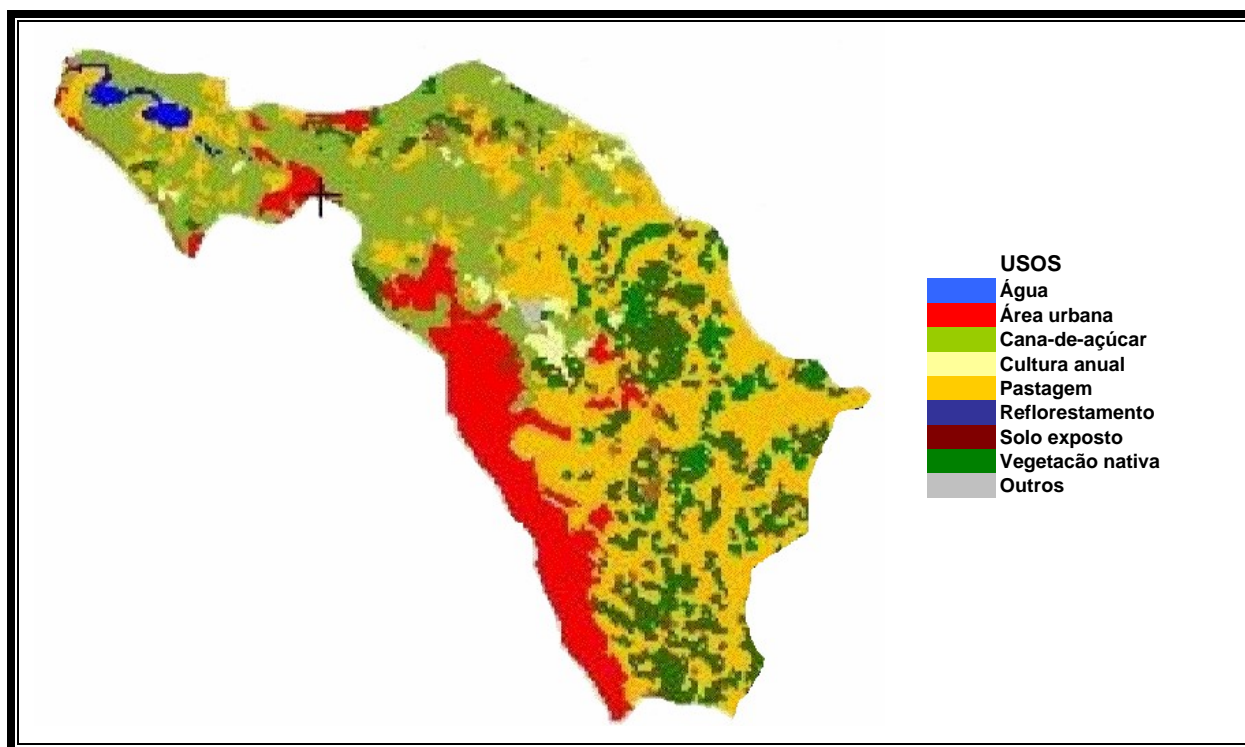 USOS
Água
Área urbana
Cana-de-açúcar
Cultura anual
Pastagem
Reflorestamento
Solo exposto
Vegetacão nativa
Outros